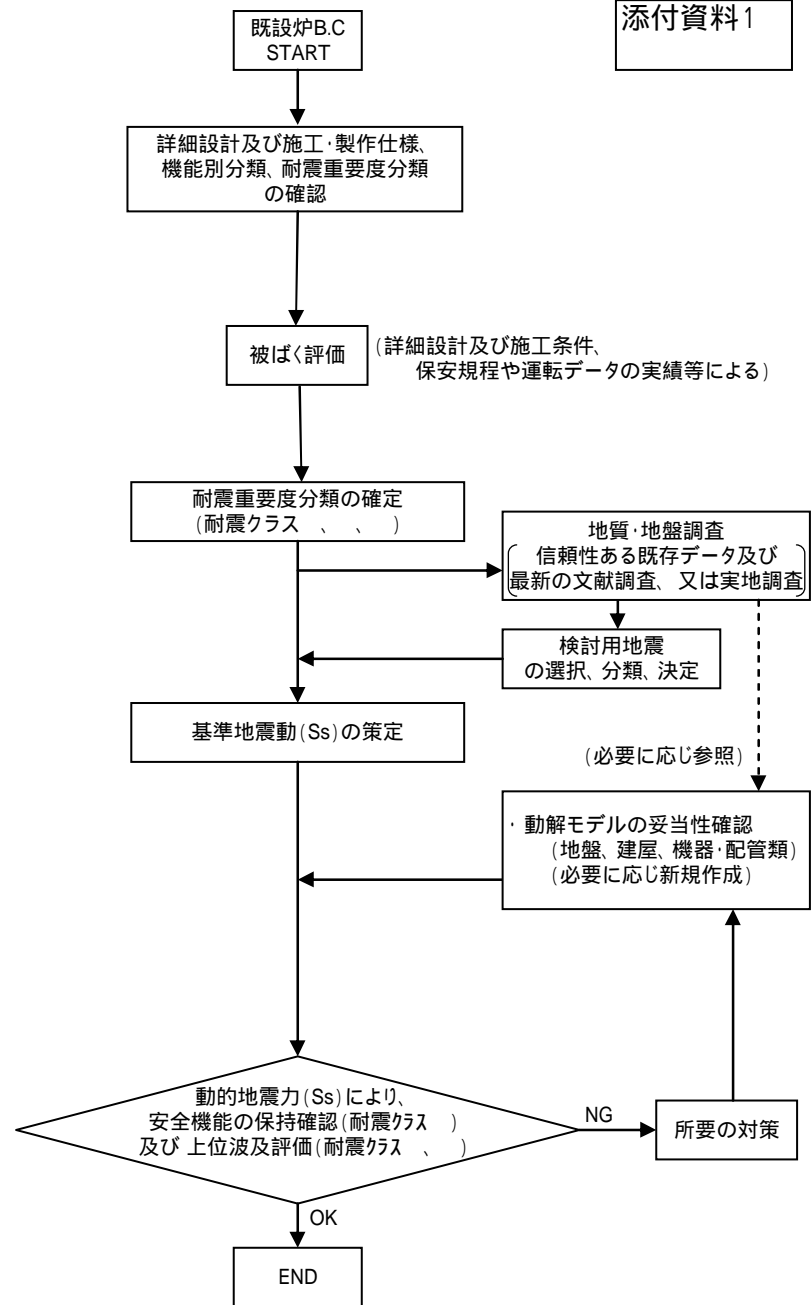 添付資料1
既設炉B.C
START
詳細設計及び施工・製作仕様、
機能別分類、耐震重要度分類
の確認
被ばく評価
(詳細設計及び施工条件、
保安規程や運転データの実績等による)
耐震重要度分類の確定
(耐震クラス　、　、　)
地質・地盤調査
信頼性ある既存データ及び
最新の文献調査、又は実地調査
検討用地震
の選択、分類、決定
基準地震動(Ss)の策定
(必要に応じ参照)
・動解モデルの妥当性確認
(地盤、建屋、機器・配管類)
(必要に応じ新規作成)
動的地震力(Ss)により、
安全機能の保持確認(耐震クラス　)
及び 上位波及評価(耐震クラス　、　)
NG
所要の対策
OK
END